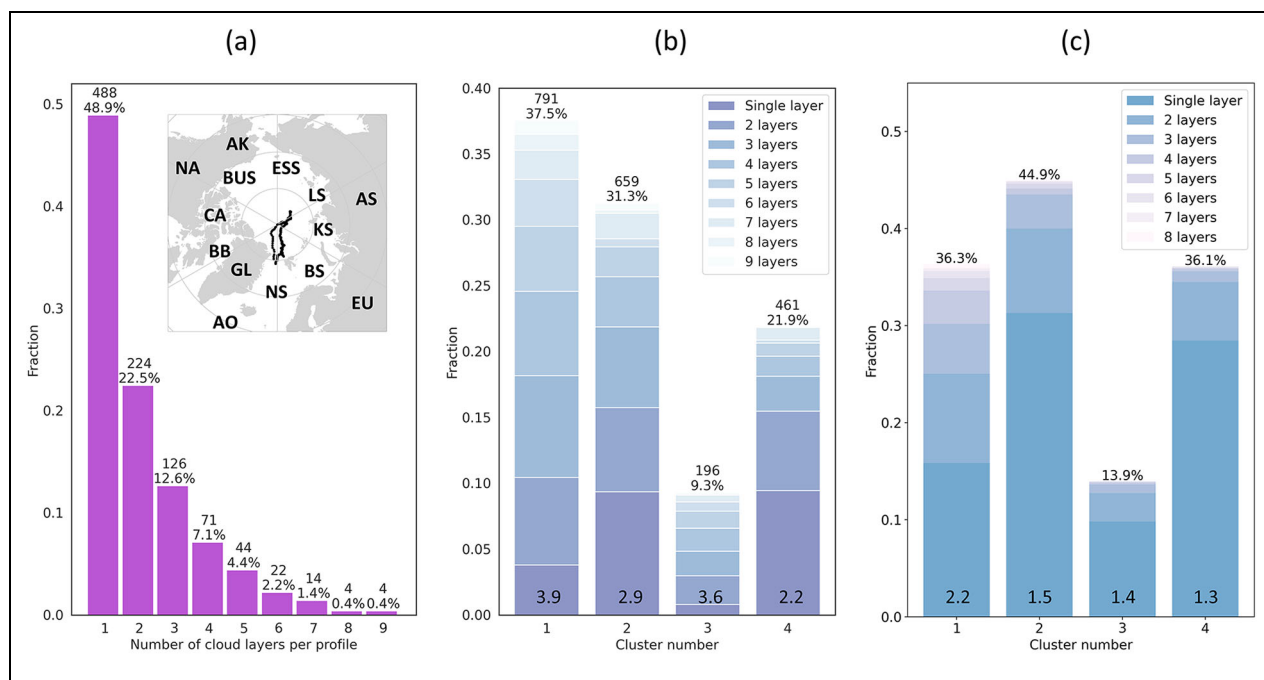 (a)
488
48.9%
224
22.5%
126
12.6%
71
7.1%
44
4.4%
22
2.2%
14
1.4%
4
0.4%
4
0.4%
0.5
0.4
0.3
0.2
0.1
0.0
Fraction
1 2 3 4 5 6 7 8 9
Number of cloud layers per profile
AK
NA
BUS
ESS
LS
AS
CA
KS
BB
GL
BS
NS
EU
AO
(b)
791
37.5%
659
31.3%
196
9.3%
461
21.9%
Single layer
2 layers
3 layers
4 layers
5 layers
6 layers
7 layers
8 layers
9 layers
0.40
0.35
0.30
0.25
0.20
0.15
0.10
0.05
0.00
Fraction
3.9 2.9 3.6 2.2
1 2 3 4
Cluster number
(c)
36.3%
44.9%
13.9%
36.1%
Single layer
2 layers
3 layers
4 layers
5 layers
6 layers
7 layers
8 layers
0.5
0.4
0.3
0.2
0.1
0.0
Fraction
2.2 1.5 1.4 1.3
1 2 3 4
Cluster number